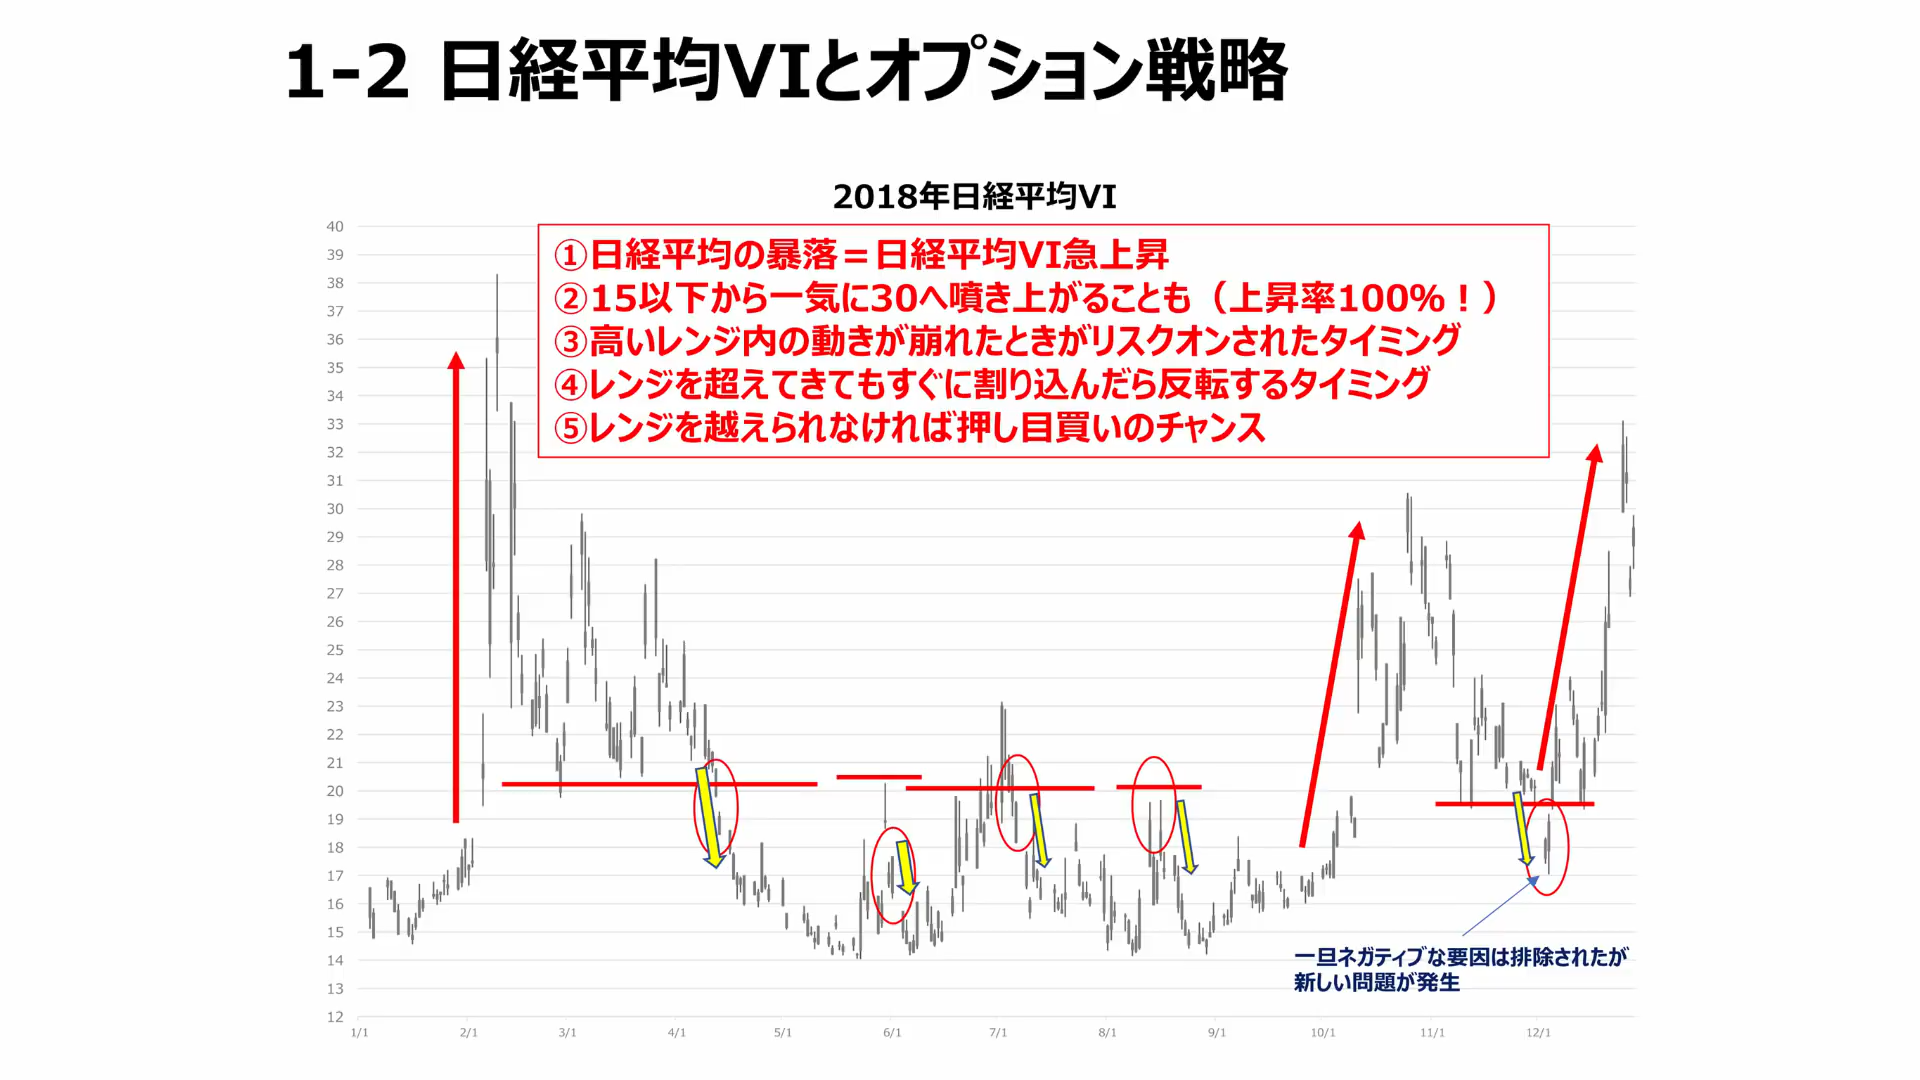 1-2 日経平均VIとオプション戦略
2018年日経平均VI
①日経平均の暴落＝日経平均VI急上昇
②15以下から一気に30へ噴き上がることも（上昇率100%！）
③高いレンジ内の動きが崩れたときがリスクオンされたタイミング
④レンジを超えてきてもすぐに割り込んだら反転するタイミング
⑤レンジを越えられなければ押し目買いのチャンス
40
39
38
37
36
35
34
33
32
31
30
29
28
27
26
25
24
23
22
21
20
19
18
17
16
15
14
13
12
一旦ネガティブな要因は排除されたが
新しい問題が発生
1/1 2/1 3/1 4/1 5/1 6/1 7/1 8/1 9/1 10/1 11/1 12/1